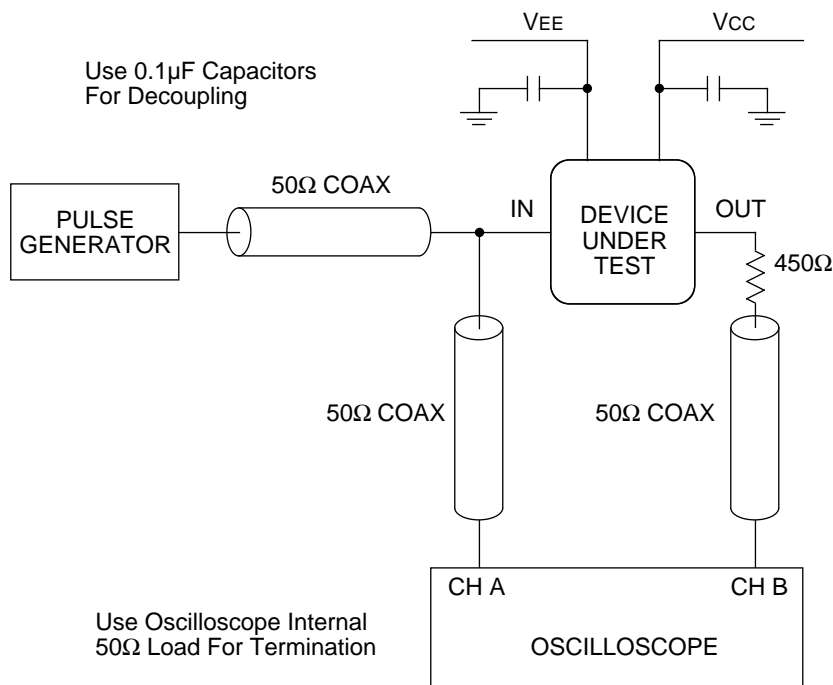 VEE
VCC
Use 0.1µF Capacitors
For Decoupling
50Ω COAX
PULSE
GENERATOR
IN
DEVICE
UNDER
TEST
OUT
450Ω
50Ω COAX
50Ω COAX
CH A
CH B
Use Oscilloscope Internal
50Ω Load For Termination
OSCILLOSCOPE